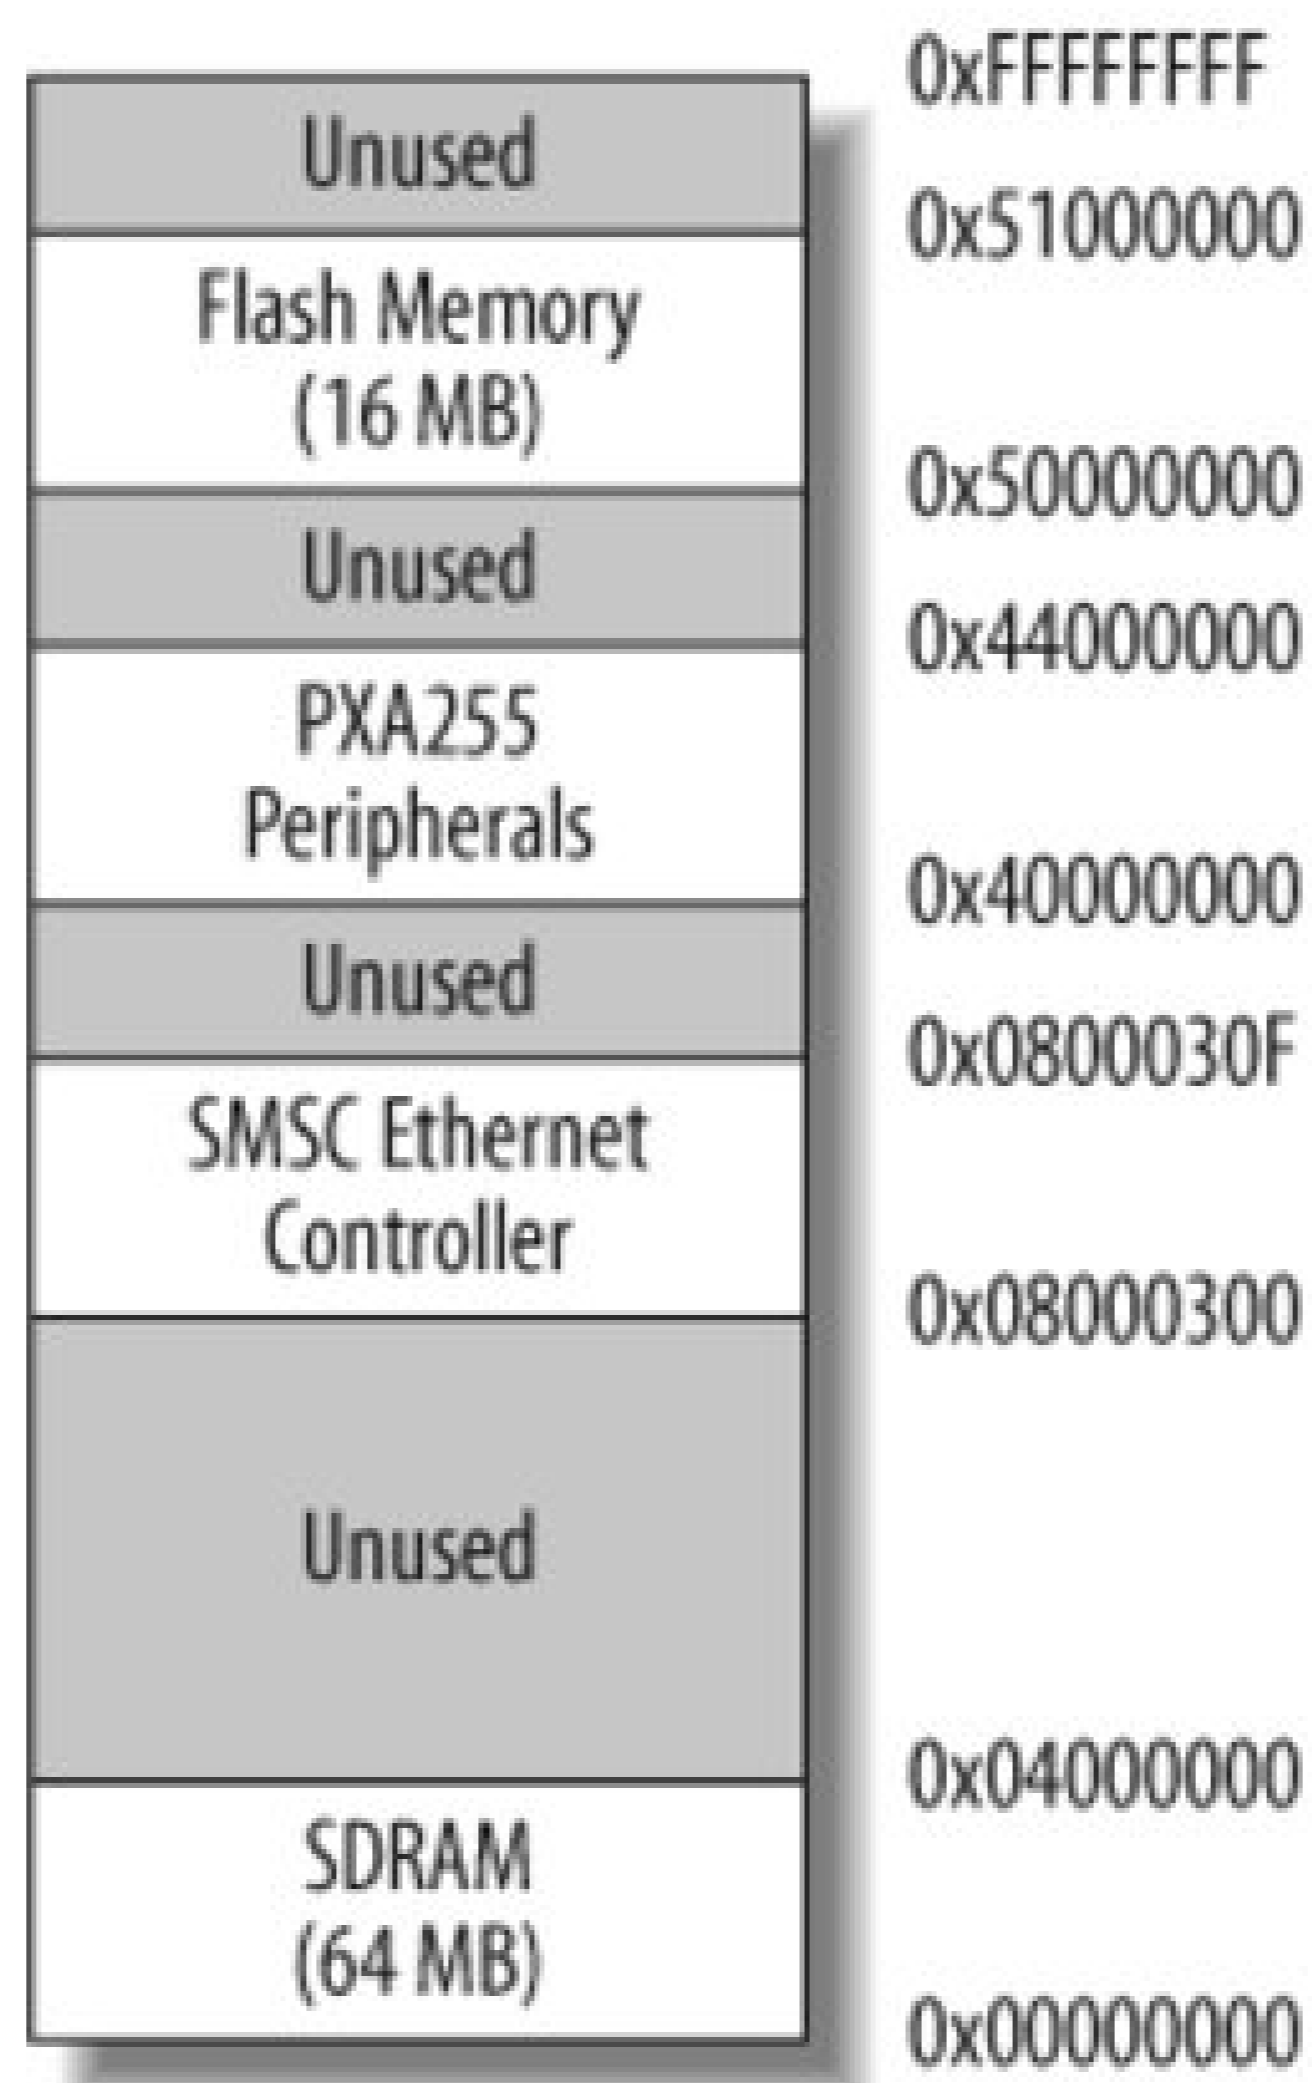 0xFFFFFFFF
Unused
0x51000000
Flash Memory
(16 MB)
0x50000000
Unused
0x44000000
PXA255
Peripherals
0x40000000
Unused
0x0800030F
SMSC Ethernet
Controller
0x08000300
Unused
0x04000000
SDRAM
(64 MB)
0x00000000